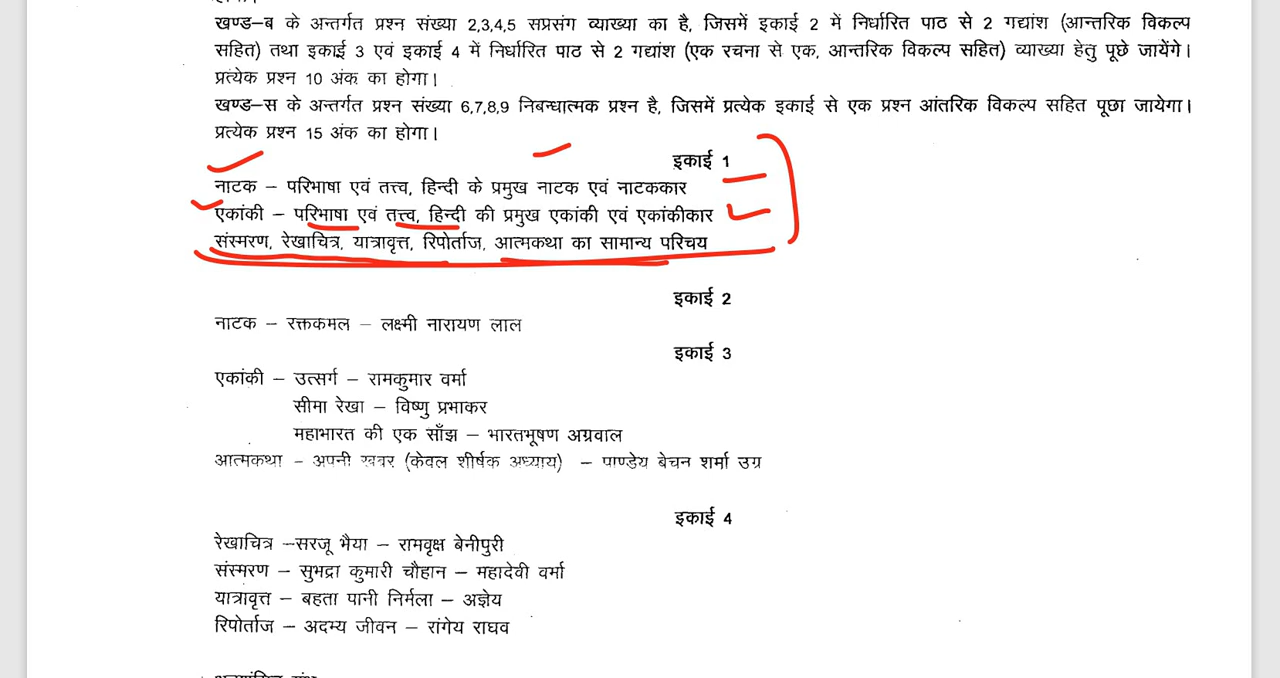 खण्ड–ब के अन्तर्गत प्रश्न संख्या 2,3,4,5 सप्रसंग व्याख्या का है, जिसमें इकाई 2 में निर्धारित पाठ से 2 गद्यांश (आन्तरिक विकल्प
सहित) तथा इकाई 3 एवं इकाई 4 में निर्धारित पाठ से 2 गद्यांश (एक रचना से एक, आन्तरिक विकल्प सहित) व्याख्या हेतु पूछे जायेंगे।
प्रत्येक प्रश्न 10 अंक का होगा।
खण्ड–स के अन्तर्गत प्रश्न संख्या 6,7,8,9 निबन्धात्मक प्रश्न है, जिसमें प्रत्येक इकाई से एक प्रश्न आंतरिक विकल्प सहित पूछा जायेगा।
प्रत्येक प्रश्न 15 अंक का होगा।
इकाई 1
नाटक – परिभाषा एवं तत्त्व, हिन्दी के प्रमुख नाटक एवं नाटककार
एकांकी – परिभाषा एवं तत्त्व, हिन्दी की प्रमुख एकांकी एवं एकांकीकार
संस्मरण, रेखाचित्र, यात्रावृत्त, रिपोर्ताज, आत्मकथा का सामान्य परिचय
इकाई 2
नाटक – रक्तकमल – लक्ष्मी नारायण लाल
इकाई 3
एकांकी – उत्सर्ग – रामकुमार वर्मा
सीमा रेखा – विष्णु प्रभाकर
महाभारत की एक साँझ – भारतभूषण अग्रवाल
आत्मकथा – अपनी खबर (केवल शीर्षक अध्याय) – पाण्डेय बेचन शर्मा उग्र
इकाई 4
रेखाचित्र –सरजू भैया – रामवृक्ष बेनीपुरी
संस्मरण – सुभद्रा कुमारी चौहान – महादेवी वर्मा
यात्रावृत्त – बहता पानी निर्मला – अज्ञेय
रिपोर्ताज – अदम्य जीवन – रांगेय राघव